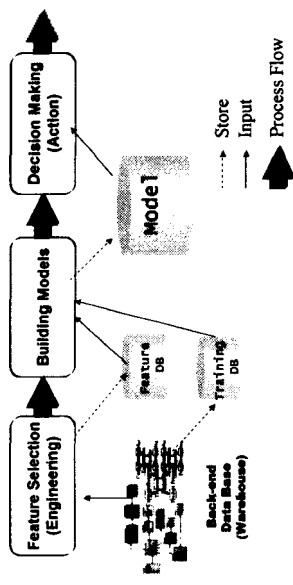 Feature Selection
(Engineering)
Building Models
Decision Making
(Action)
Feature
DB
Training
DB
Model
Back-end
Data Base
(Warehouse)
Store
Input
Process Flow